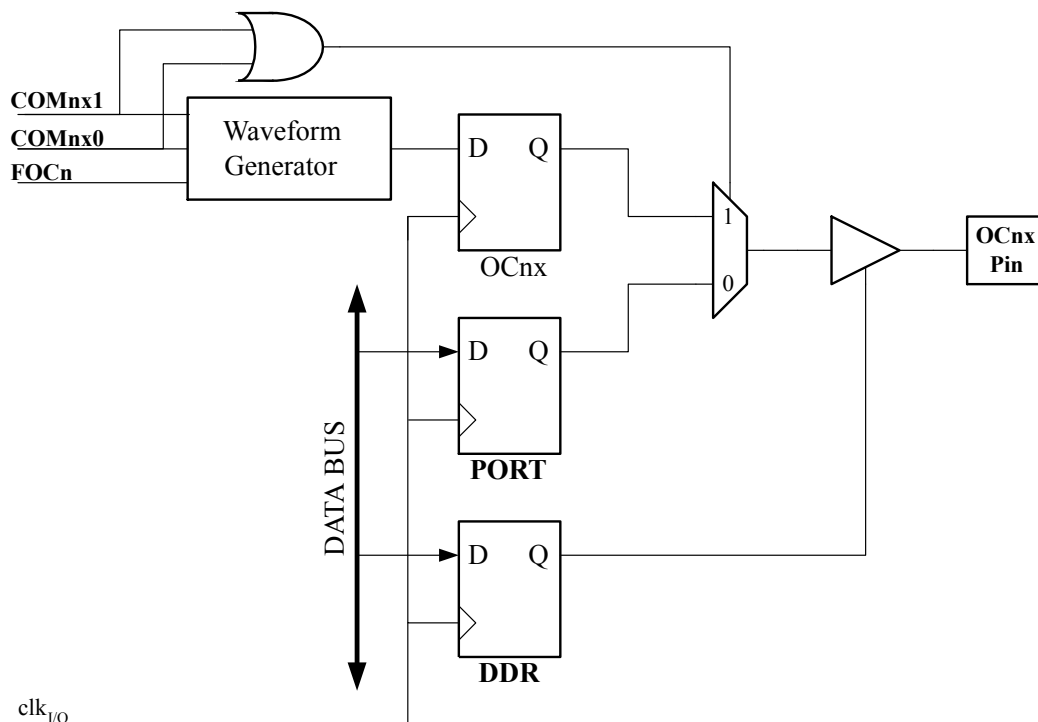 COMnx1
COMnx0
FOCn
Waveform
Generator
D
Q
OCnx
1
0
OCnx
Pin
D
Q
PORT
DATA BUS
D
Q
DDR
clkI/O